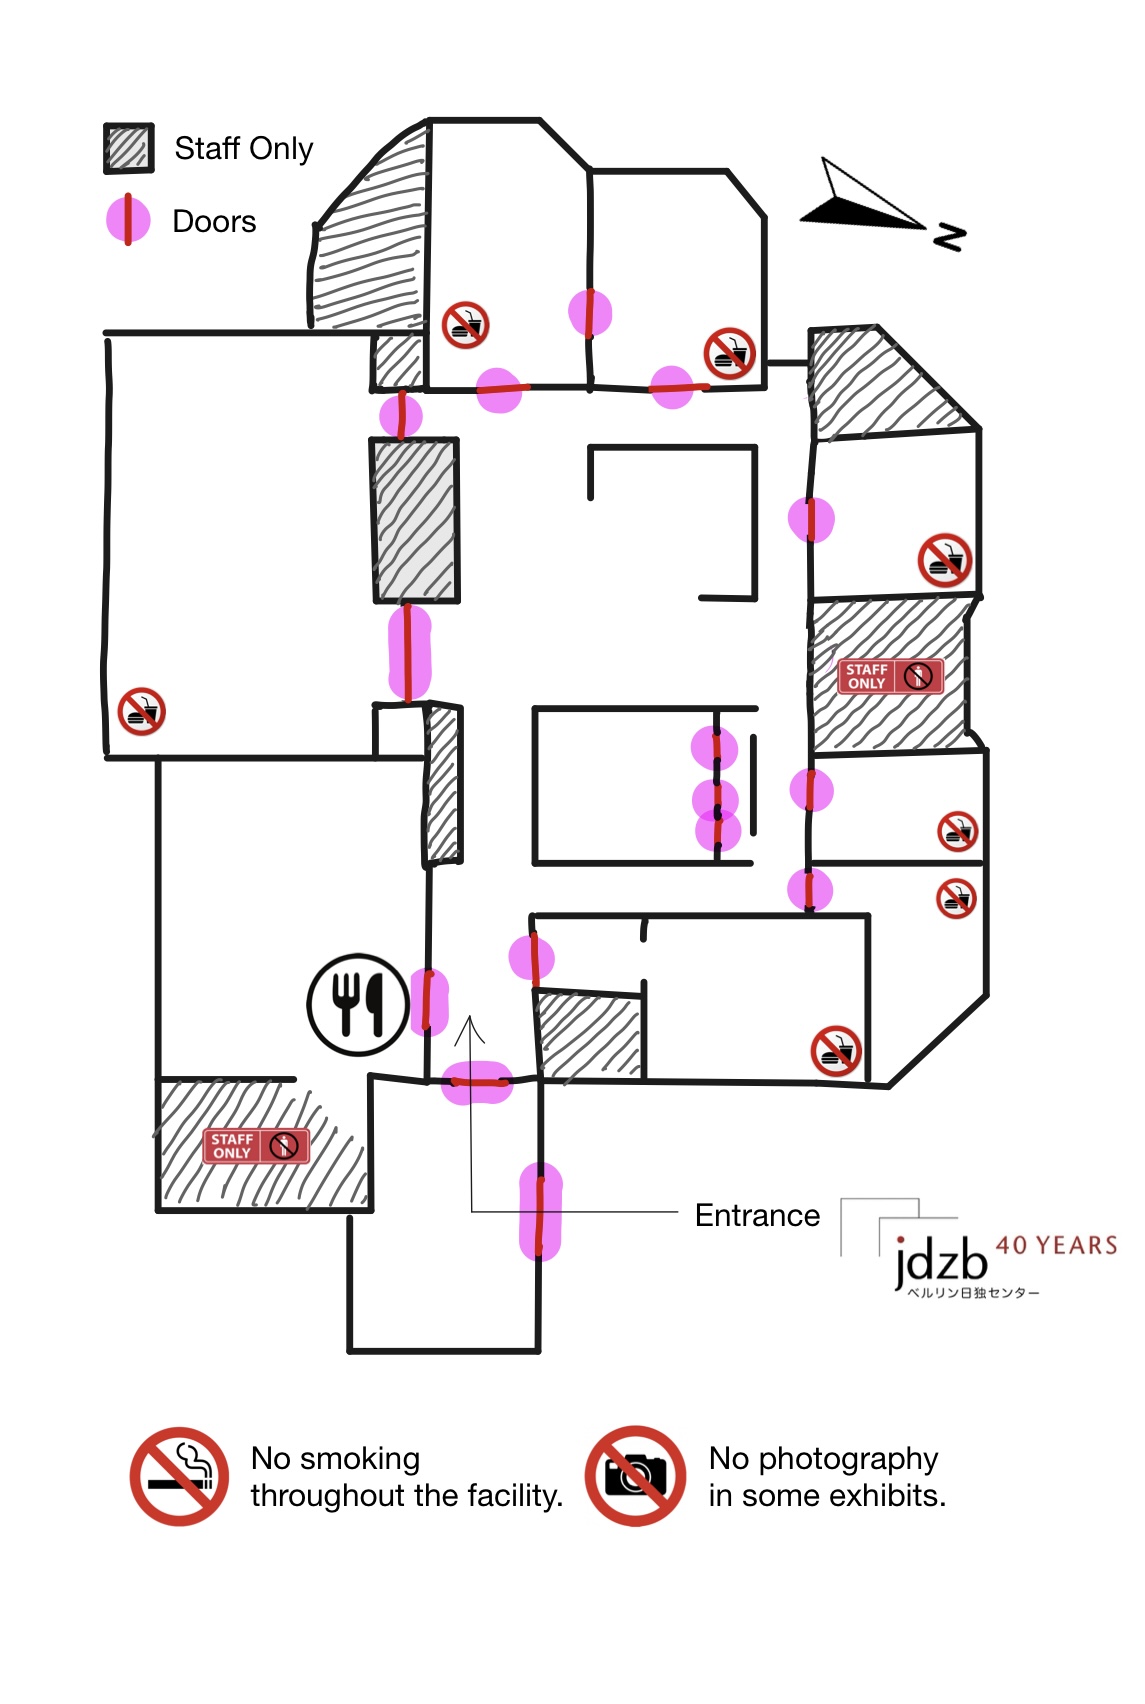 Staff Only
Doors
N
STAFF
ONLY
STAFF
ONLY
Entrance
jdzb 40 YEARS
ベルリン日独センター
No smoking
throughout the facility.
No photography
in some exhibits.